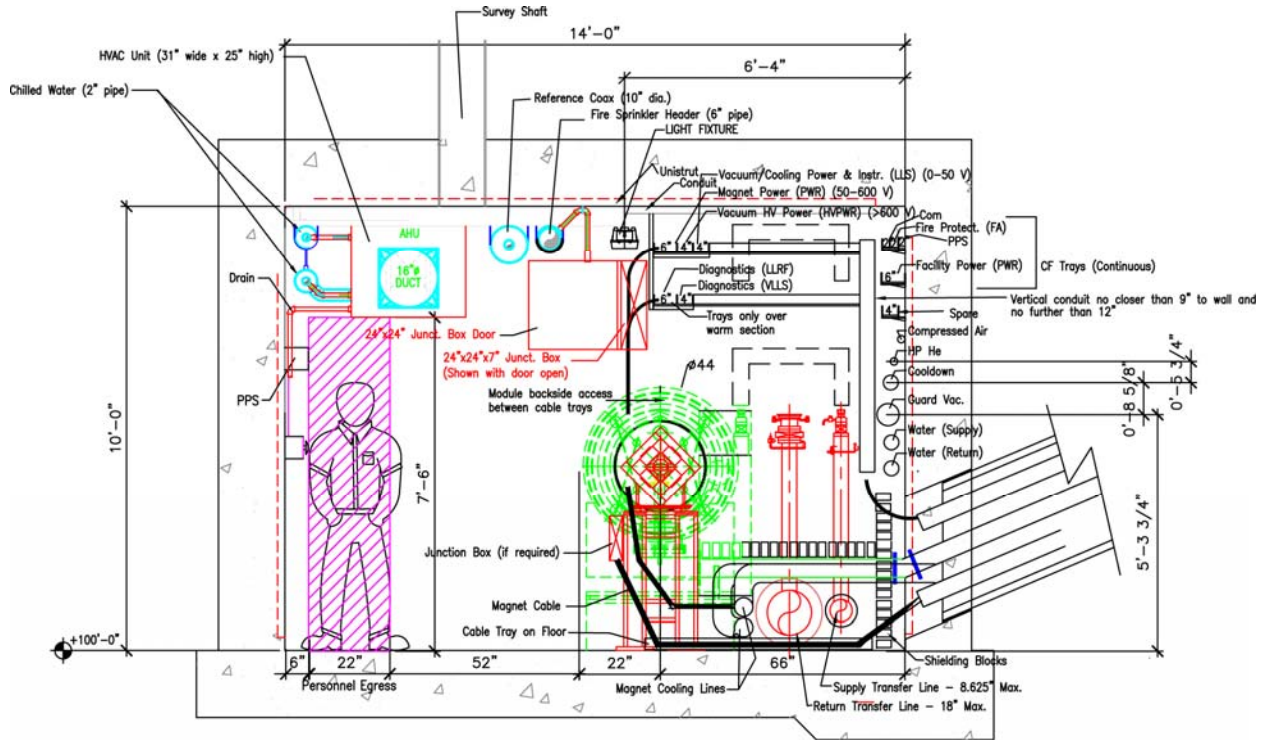 Survey Shaft
14'-0"
HVAC Unit (31" wide x 25" high)
6'-4"
Chilled Water (2" pipe)
Reference Coax (10" dia.)
Fire Sprinkler Header (6" pipe)
LIGHT FIXTURE
Unistrut
Conduit
Vacuum/Cooling Power & Instr. (LLS) (0-50 V)
Magnet Power (PWR) (50-600 V)
Vacuum HV Power (HVPWR) (>600 V)
Com
Fire Protect. (FA)
PPS
AHU
16"ø
DUCT
6" 4" 4"
Facility Power (PWR)
6"
CF Trays (Continuous)
Drain
Diagnostics (LLRF)
Diagnostics (VLLS)
6" 4"
Trays only over
warm section
Vertical conduit no closer than 9" to wall and
no further than 12"
4"
Spare
24"x24" Junct. Box Door
24"x24"x7" Junct. Box
(Shown with door open)
Compressed Air
HP He
Cooldown
Guard Vac.
Water (Supply)
Water (Return)
0'-5 3/4"
0'-8 5/8"
ø44
Module backside access
between cable trays
PPS
10'-0"
7'-6"
5'-3 3/4"
Junction Box (if required)
Magnet Cable
Cable Tray on Floor
+100'-0"
6" 22" 52" 22" 66"
Personnel Egress
Magnet Cooling Lines
Shielding Blocks
Supply Transfer Line - 8.625" Max.
Return Transfer Line - 18" Max.